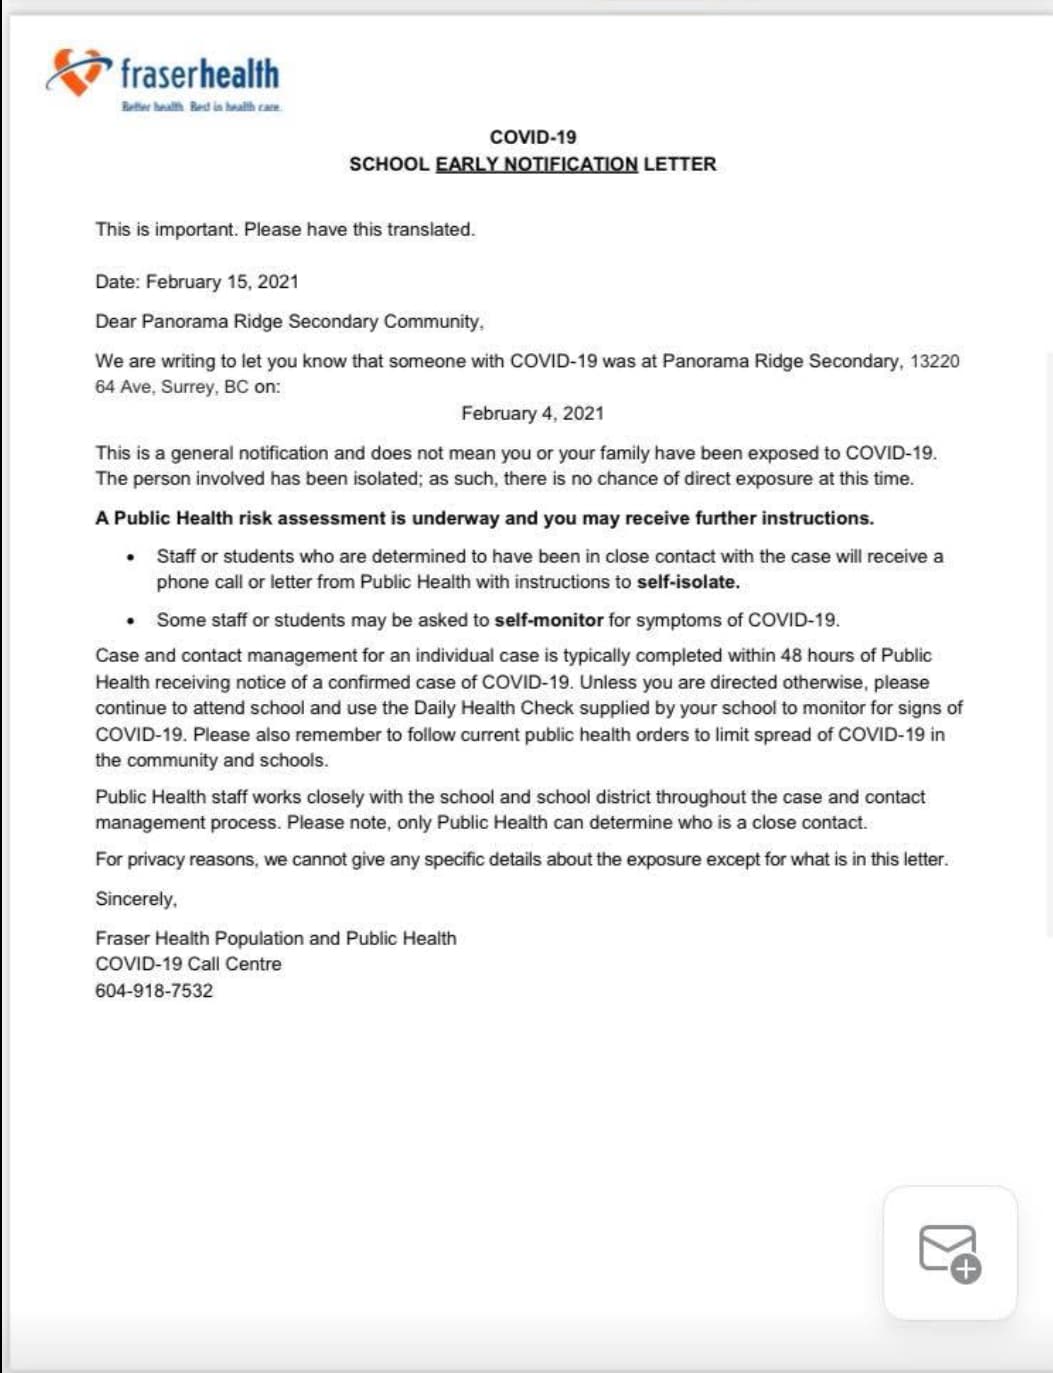 fraserhealth
Better health. Best in health care.
COVID-19
SCHOOL EARLY NOTIFICATION LETTER
This is important. Please have this translated.
Date: February 15, 2021
Dear Panorama Ridge Secondary Community,
We are writing to let you know that someone with COVID-19 was at Panorama Ridge Secondary, 13220
64 Ave, Surrey, BC on:
February 4, 2021
This is a general notification and does not mean you or your family have been exposed to COVID-19.
The person involved has been isolated; as such, there is no chance of direct exposure at this time.
A Public Health risk assessment is underway and you may receive further instructions.
• Staff or students who are determined to have been in close contact with the case will receive a
phone call or letter from Public Health with instructions to self-isolate.
• Some staff or students may be asked to self-monitor for symptoms of COVID-19.
Case and contact management for an individual case is typically completed within 48 hours of Public
Health receiving notice of a confirmed case of COVID-19. Unless you are directed otherwise, please
continue to attend school and use the Daily Health Check supplied by your school to monitor for signs of
COVID-19. Please also remember to follow current public health orders to limit spread of COVID-19 in
the community and schools.
Public Health staff works closely with the school and school district throughout the case and contact
management process. Please note, only Public Health can determine who is a close contact.
For privacy reasons, we cannot give any specific details about the exposure except for what is in this letter.
Sincerely,
Fraser Health Population and Public Health
COVID-19 Call Centre
604-918-7532